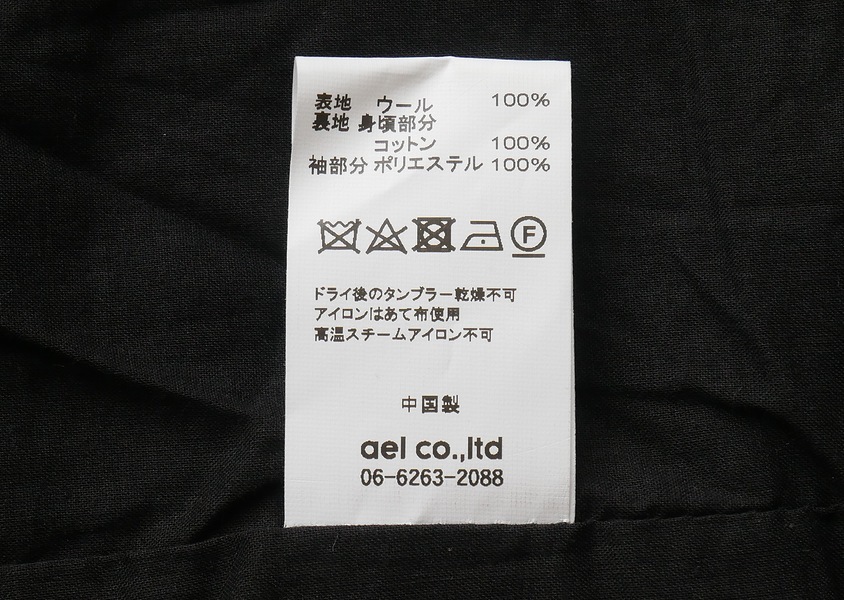 表地 ウール 100%
裏地 身頃部分
コットン 100%
袖部分 ポリエステル 100%
F
ドライ後のタンブラー乾燥不可
アイロンはあて布使用
高温スチームアイロン不可
中国製
ael co.,ltd
06-6263-2088